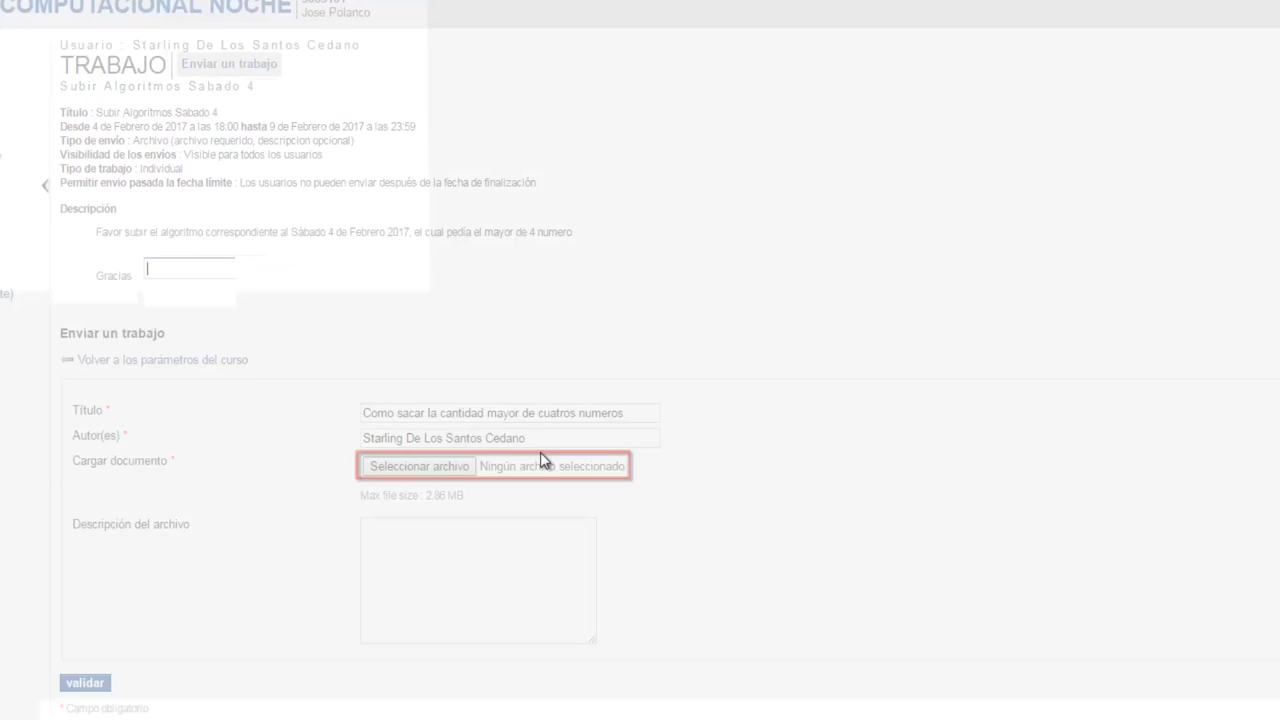 COMPUTACIONAL NOCHE
Jose Polanco
Usuario : Starling De Los Santos Cedano
TRABAJO Enviar un trabajo
Subir Algoritmos Sabado 4
Título : Subir Algoritmos Sabado 4
Desde 4 de Febrero de 2017 a las 18:00 hasta 9 de Febrero de 2017 a las 23:59
Tipo de envío : Archivo (archivo requerido, descripcion opcional)
Visibilidad de los envíos : Visible para todos los usuarios
Tipo de trabajo : Individual
Permitir envio pasada la fecha límite : Los usuarios no pueden enviar después de la fecha de finalización
Descripción
Favor subir el algoritmo correspondiente al Sábado 4 de Febrero 2017, el cual pedía el mayor de 4 numero
Gracias
te)
Enviar un trabajo
Volver a los parámetros del curso
Título * Como sacar la cantidad mayor de cuatros numeros
Autor(es) * Starling De Los Santos Cedano
Cargar documento * Seleccionar archivo Ningún archivo seleccionado
Max file size : 2.86 MB
Descripción del archivo
validar
* Campo obligatorio